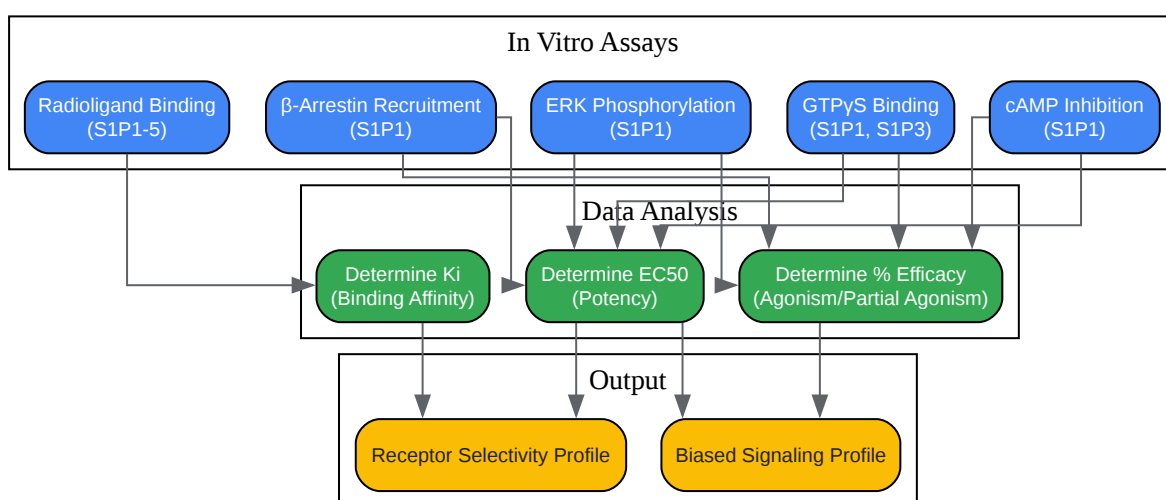 In Vitro Assays
Radioligand Binding
(S1P1-5)
β-Arrestin Recruitment
(S1P1)
ERK Phosphorylation
(S1P1)
GTPγS Binding
(S1P1, S1P3)
cAMP Inhibition
(S1P1)
Data Analysis
Determine Ki
(Binding Affinity)
Determine EC50
(Potency)
Determine % Efficacy
(Agonism/Partial Agonism)
Output
Receptor Selectivity Profile
Biased Signaling Profile